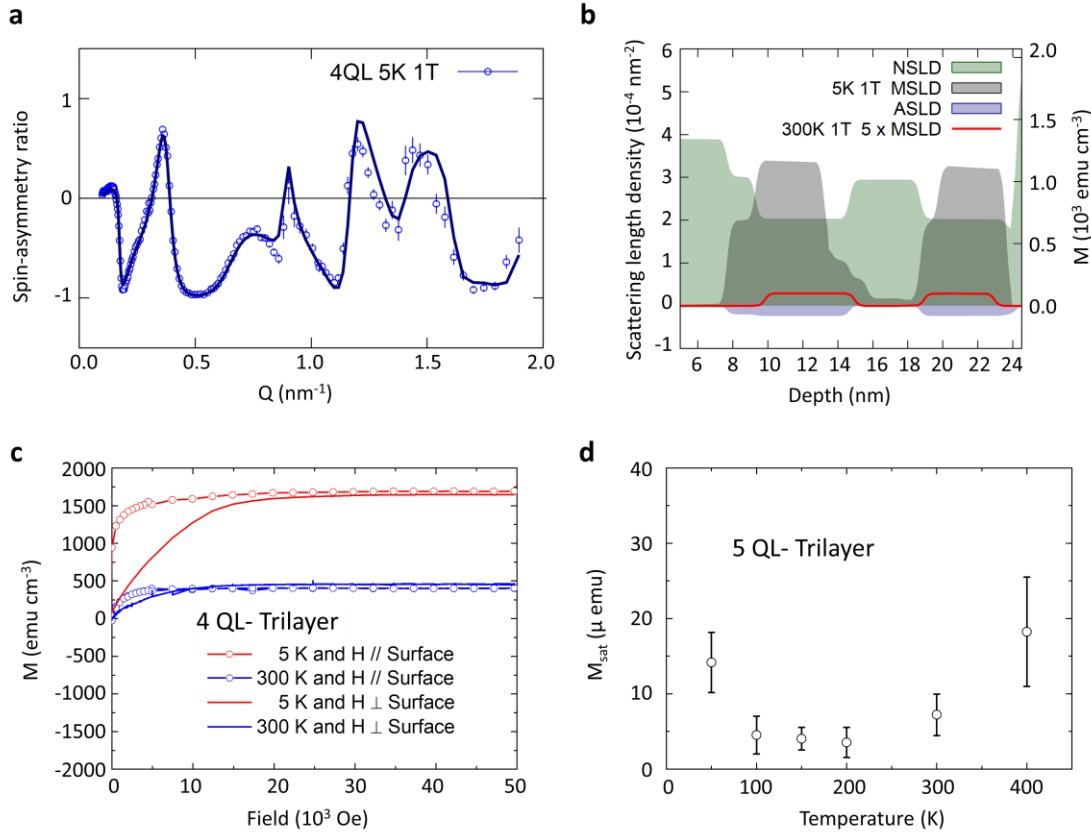 a
4QL 5K 1T
Spin-asymmetry ratio
1
0
-1
0.0
0.5
1.0
1.5
2.0
Q (nm-1)
b
NSLD
5K 1T MSLD
ASLD
300K 1T 5 x MSLD
Scattering length density (10-4 nm-2)
6
5
4
3
2
1
0
-1
2.0
1.5
1.0
0.5
0.0
M (10³ emu cm-3)
6 8 10 12 14 16 18 20 22 24
Depth (nm)
c
M (emu cm-3)
2000
1500
1000
500
0
-500
-1000
-1500
-2000
4 QL- Trilayer
5 K and H // Surface
300 K and H // Surface
5 K and H ⊥ Surface
300 K and H ⊥ Surface
0 10 20 30 40 50
Field (10³ Oe)
d
5 QL- Trilayer
Msat (μ emu)
40
30
20
10
0
100 200 300 400
Temperature (K)